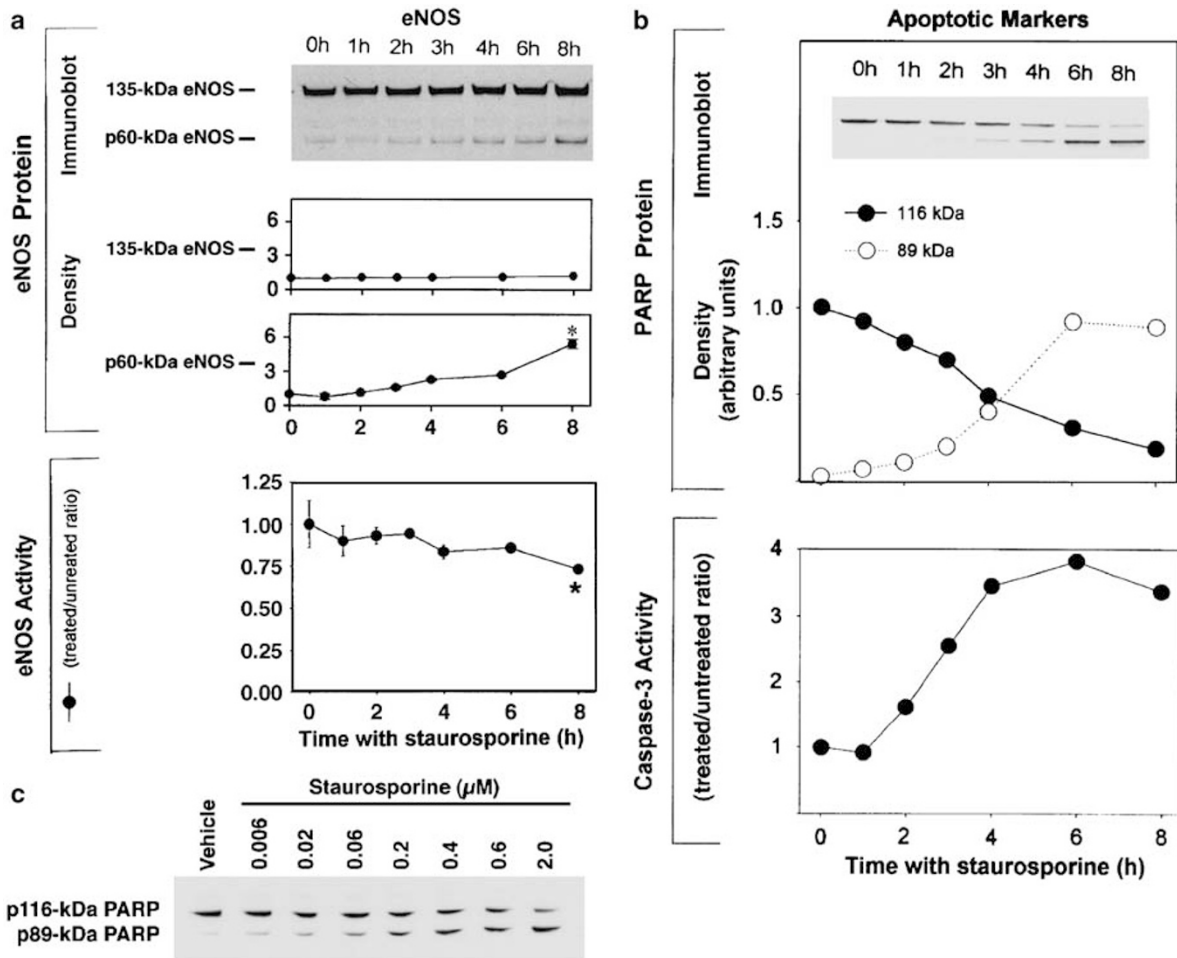 a
eNOS
0h 1h 2h 3h 4h 6h 8h
eNOS Protein
Immunoblot
135-kDa eNOS
p60-kDa eNOS
Density
6
135-kDa eNOS
3
0
6
*
p60-kDa eNOS
3
0
0 2 4 6 8
eNOS Activity
(treated/untreated ratio)
1.25
1.00
0.75
*
0.50
0.25
0.00
0 2 4 6 8
Time with staurosporine (h)
b
Apoptotic Markers
0h 1h 2h 3h 4h 6h 8h
PARP Protein
Immunoblot
116 kDa
89 kDa
Density
(arbitrary units)
1.5
1.0
0.5
Caspase-3 Activity
(treated/untreated ratio)
4
3
2
1
0 2 4 6 8
Time with staurosporine (h)
c
Staurosporine (µM)
Vehicle 0.006 0.02 0.06 0.2 0.4 0.6 2.0
p116-kDa PARP
p89-kDa PARP